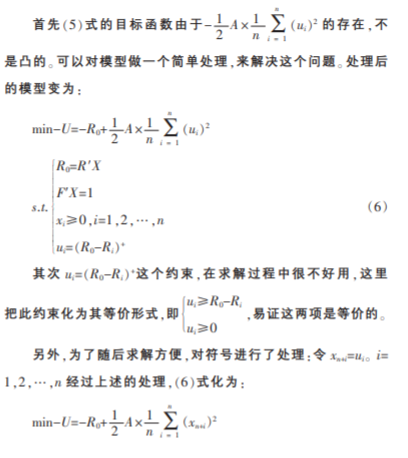 首先(5)式的目标函数由于-\frac{1}{2}A×\frac{1}{n}\sum_{i=1}^{n}(u_i)^2 的存在,不
是凸的。可以对模型做一个简单处理,来解决这个问题。处理后
的模型变为:
min-U=-R_0+\frac{1}{2}A×\frac{1}{n}\sum_{i=1}^{n}(u_i)^2
s.t. \begin{cases} R_0=R'X \\ F'X=1 \\ x_i≥0,i=1,2,⋯,n \\ u_i=(R_0-R_i)^+ \end{cases} (6)
其次 u_i=(R_0-R_i)^+这个约束,在求解过程中很不好用,这里
把此约束化为其等价形式,即\begin{cases} u_i≥R_0-R_i \\ u_i≥0 \end{cases},易证这两项是等价的。
另外,为了随后求解方便,对符号进行了处理:令 x_{n+i}=u_i。i=
1,2,⋯,n 经过上述的处理,(6)式化为:
min-U=-R_0+\frac{1}{2}A×\frac{1}{n}\sum_{i=1}^{n}(x_{n+i})^2